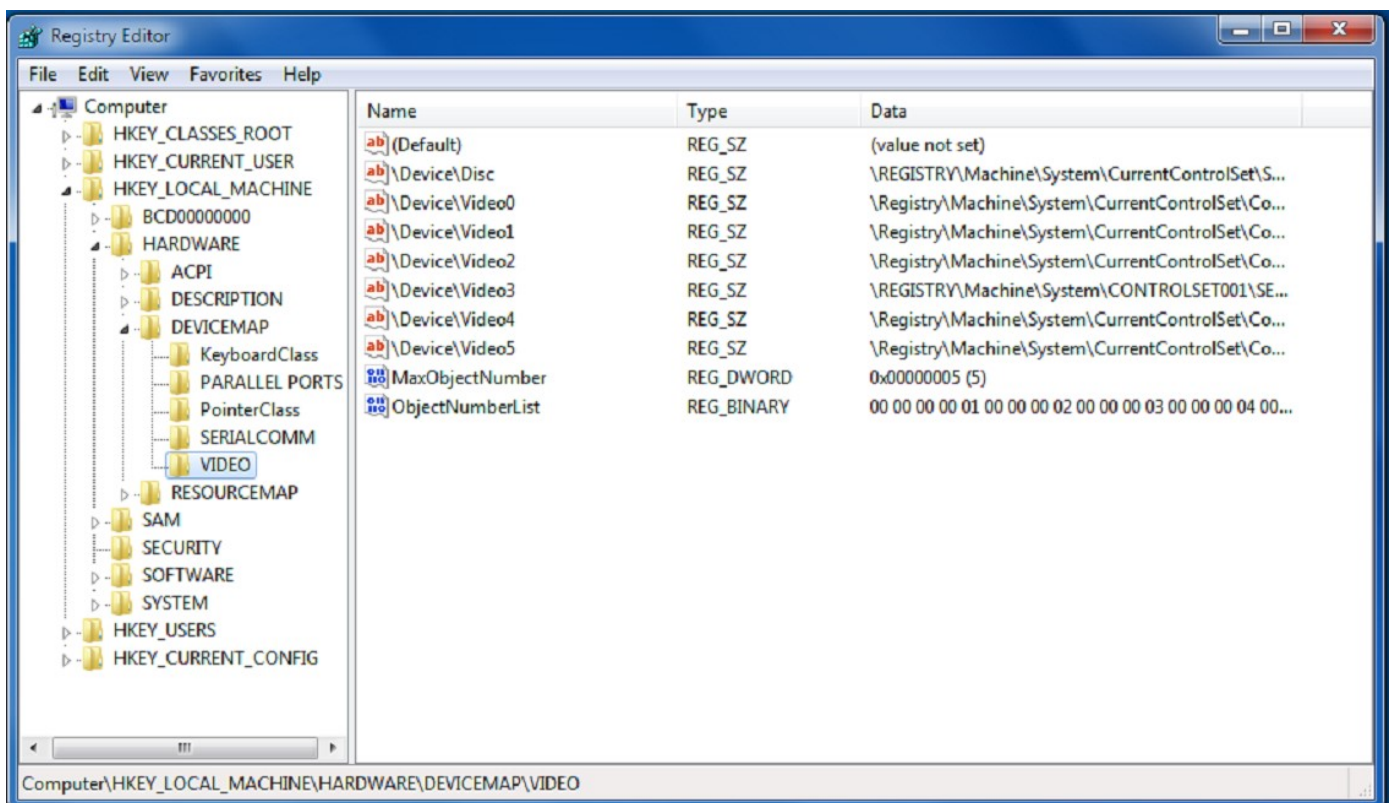 Registry Editor
File Edit View Favorites Help
Computer
HKEY_CLASSES_ROOT
HKEY_CURRENT_USER
HKEY_LOCAL_MACHINE
BCD00000000
HARDWARE
ACPI
DESCRIPTION
DEVICEMAP
KeyboardClass
PARALLEL PORTS
PointerClass
SERIALCOMM
VIDEO
RESOURCEMAP
SAM
SECURITY
SOFTWARE
SYSTEM
HKEY_USERS
HKEY_CURRENT_CONFIG
Name Type Data
(Default) REG_SZ (value not set)
\Device\Disc REG_SZ \REGISTRY\Machine\System\CurrentControlSet\S...
\Device\Video0 REG_SZ \Registry\Machine\System\CurrentControlSet\Co...
\Device\Video1 REG_SZ \Registry\Machine\System\CurrentControlSet\Co...
\Device\Video2 REG_SZ \Registry\Machine\System\CurrentControlSet\Co...
\Device\Video3 REG_SZ \REGISTRY\Machine\System\CONTROLSET001\SE...
\Device\Video4 REG_SZ \Registry\Machine\System\CurrentControlSet\Co...
\Device\Video5 REG_SZ \Registry\Machine\System\CurrentControlSet\Co...
MaxObjectNumber REG_DWORD 0x00000005 (5)
ObjectNumberList REG_BINARY 00 00 00 00 01 00 00 00 02 00 00 00 03 00 00 00 04 00...
Computer\HKEY_LOCAL_MACHINE\HARDWARE\DEVICEMAP\VIDEO